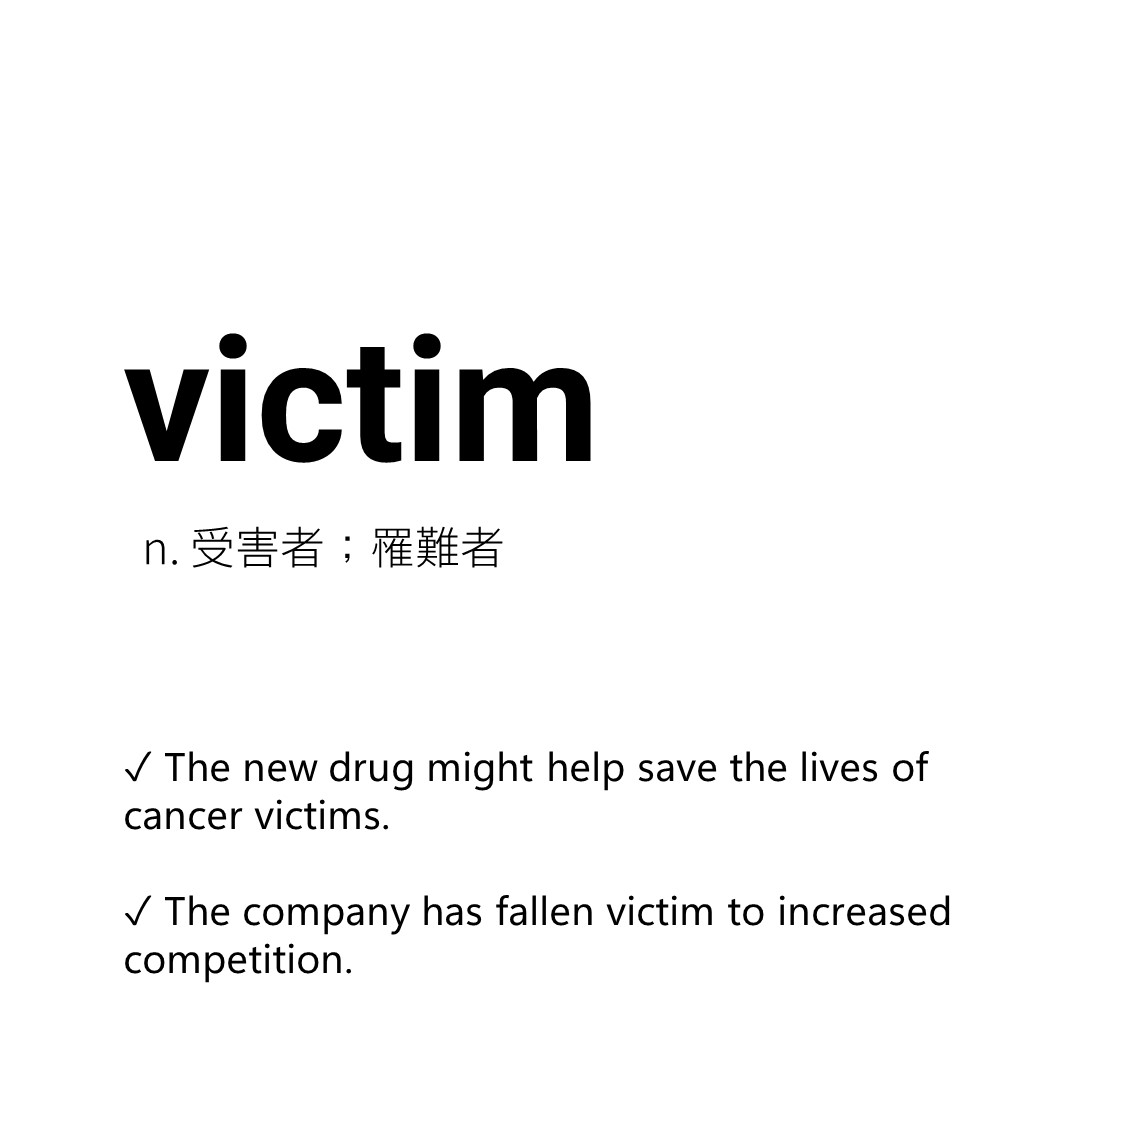 victim
n. 受害者；罹難者
✓ The new drug might help save the lives of
cancer victims.
✓ The company has fallen victim to increased
competition.